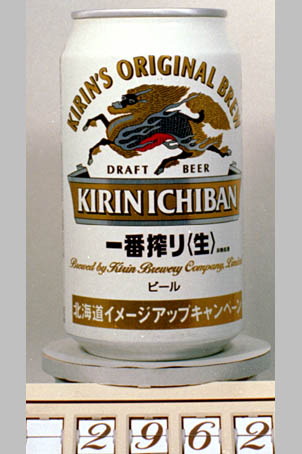 KIRIN'S ORIGINAL BREW
DRAFT BEER
KIRIN ICHIBAN
一番搾り〈生〉
Brewed by Kirin Brewery Company, Limited
ビール
北海道イメージアップキャンペーン
2962